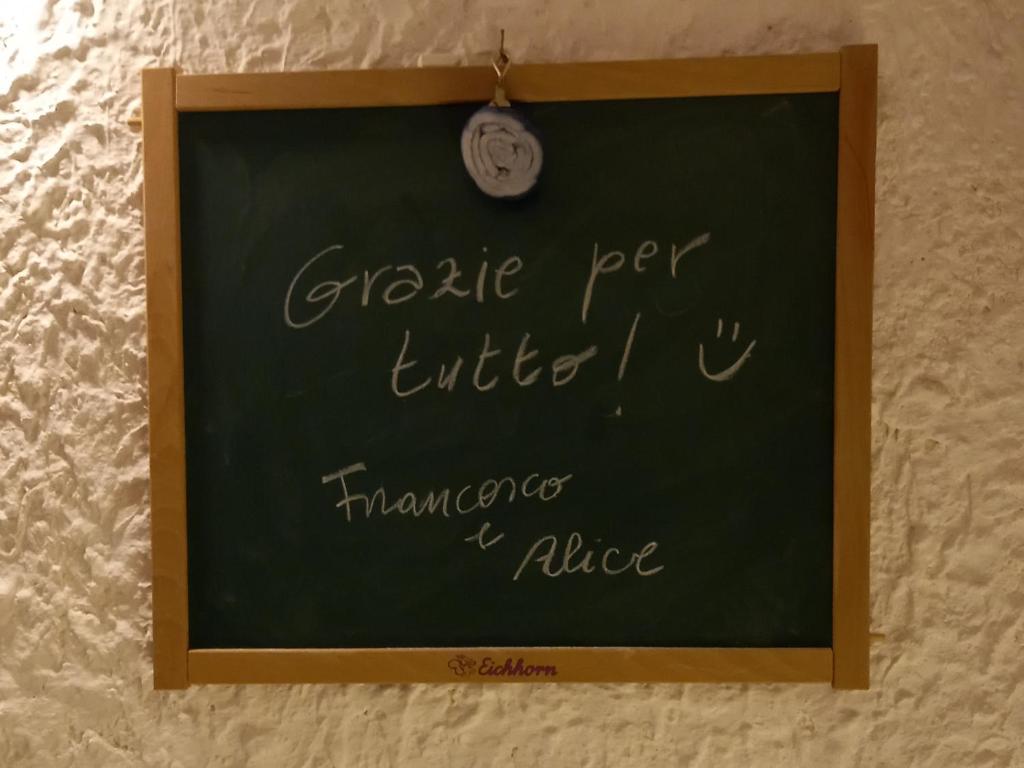 Grazie per
tutto! :)
Francesco
e
Alice
Eichhorn